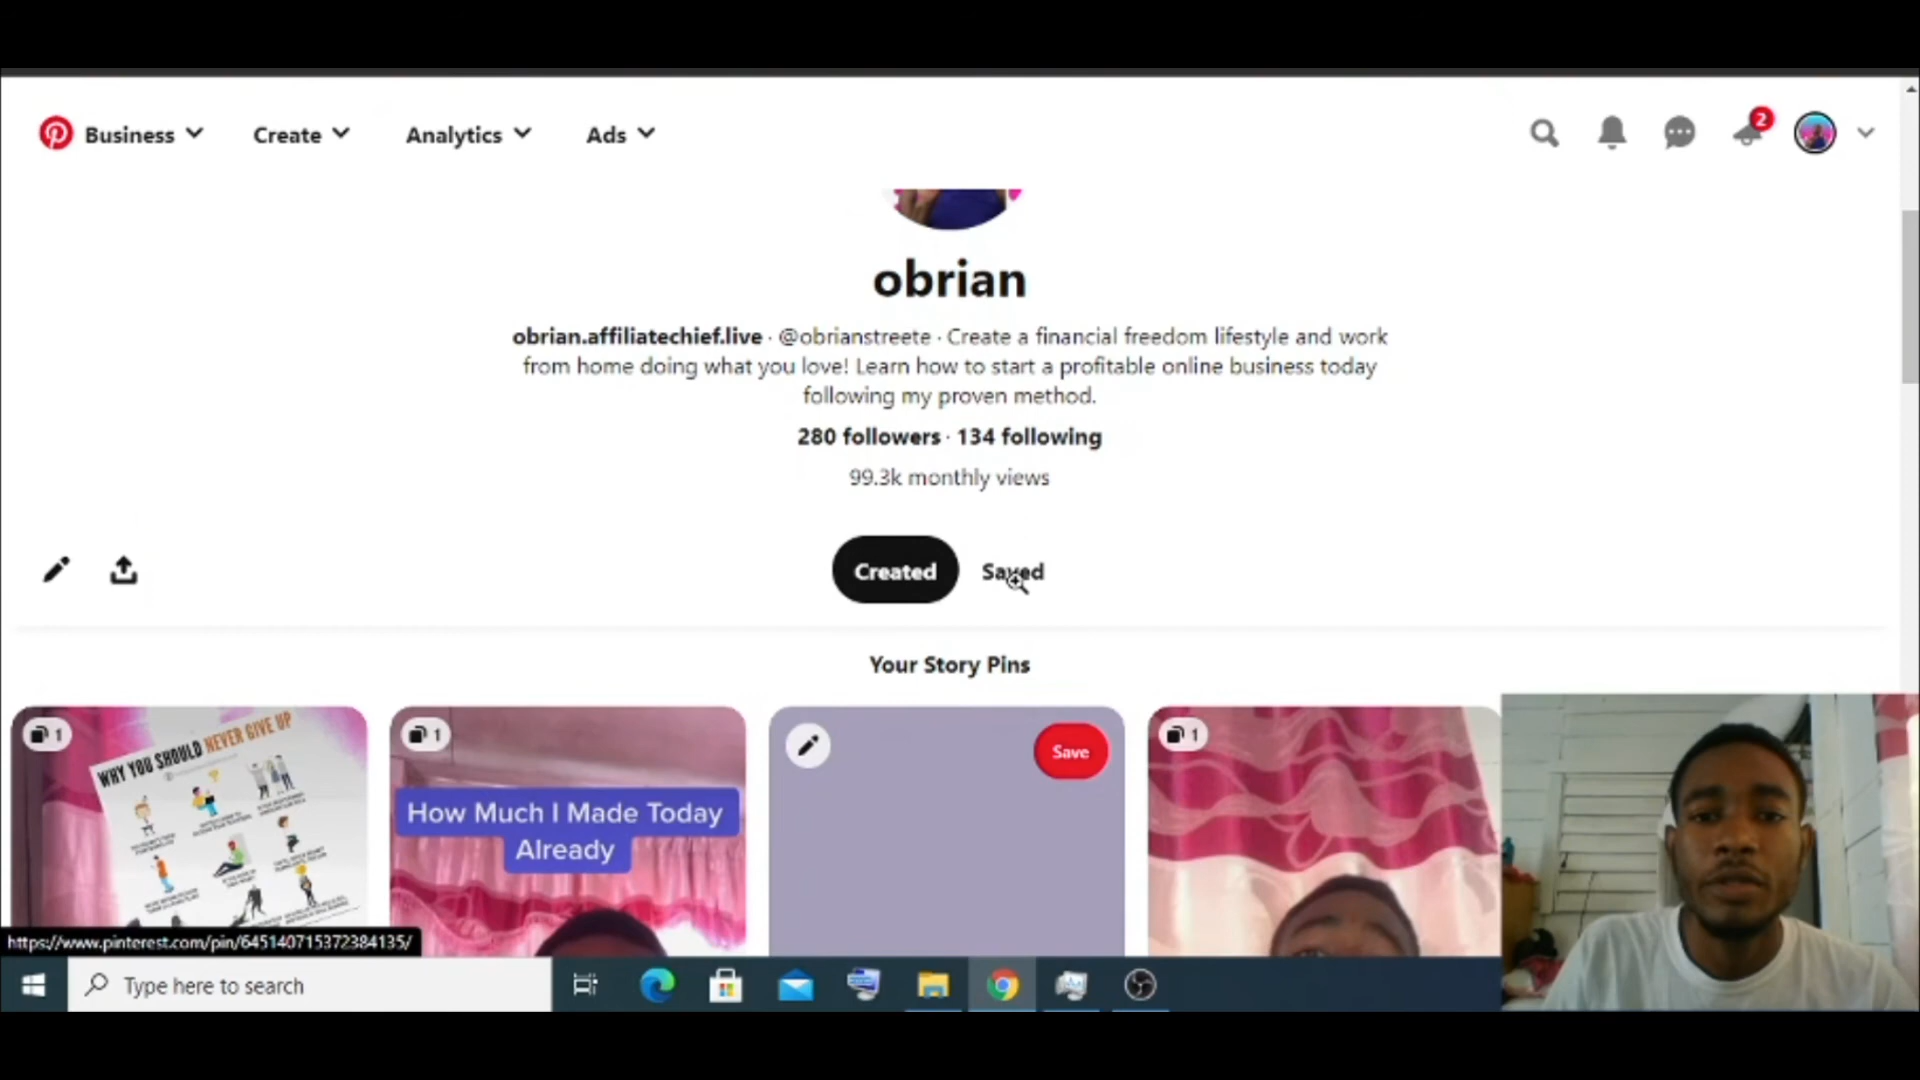 Business
Create
Analytics
Ads
2
obrian
obrian.affiliatechief.live · @obrianstreete · Create a financial freedom lifestyle and work
from home doing what you love! Learn how to start a profitable online business today
following my proven method.
280 followers · 134 following
99.3k monthly views
Created
Saved
Your Story Pins
1
WHY YOU SHOULD NEVER GIVE UP
1
How Much I Made Today
Already
Save
1
https://www.pinterest.com/pin/645140715372384135/
Type here to search